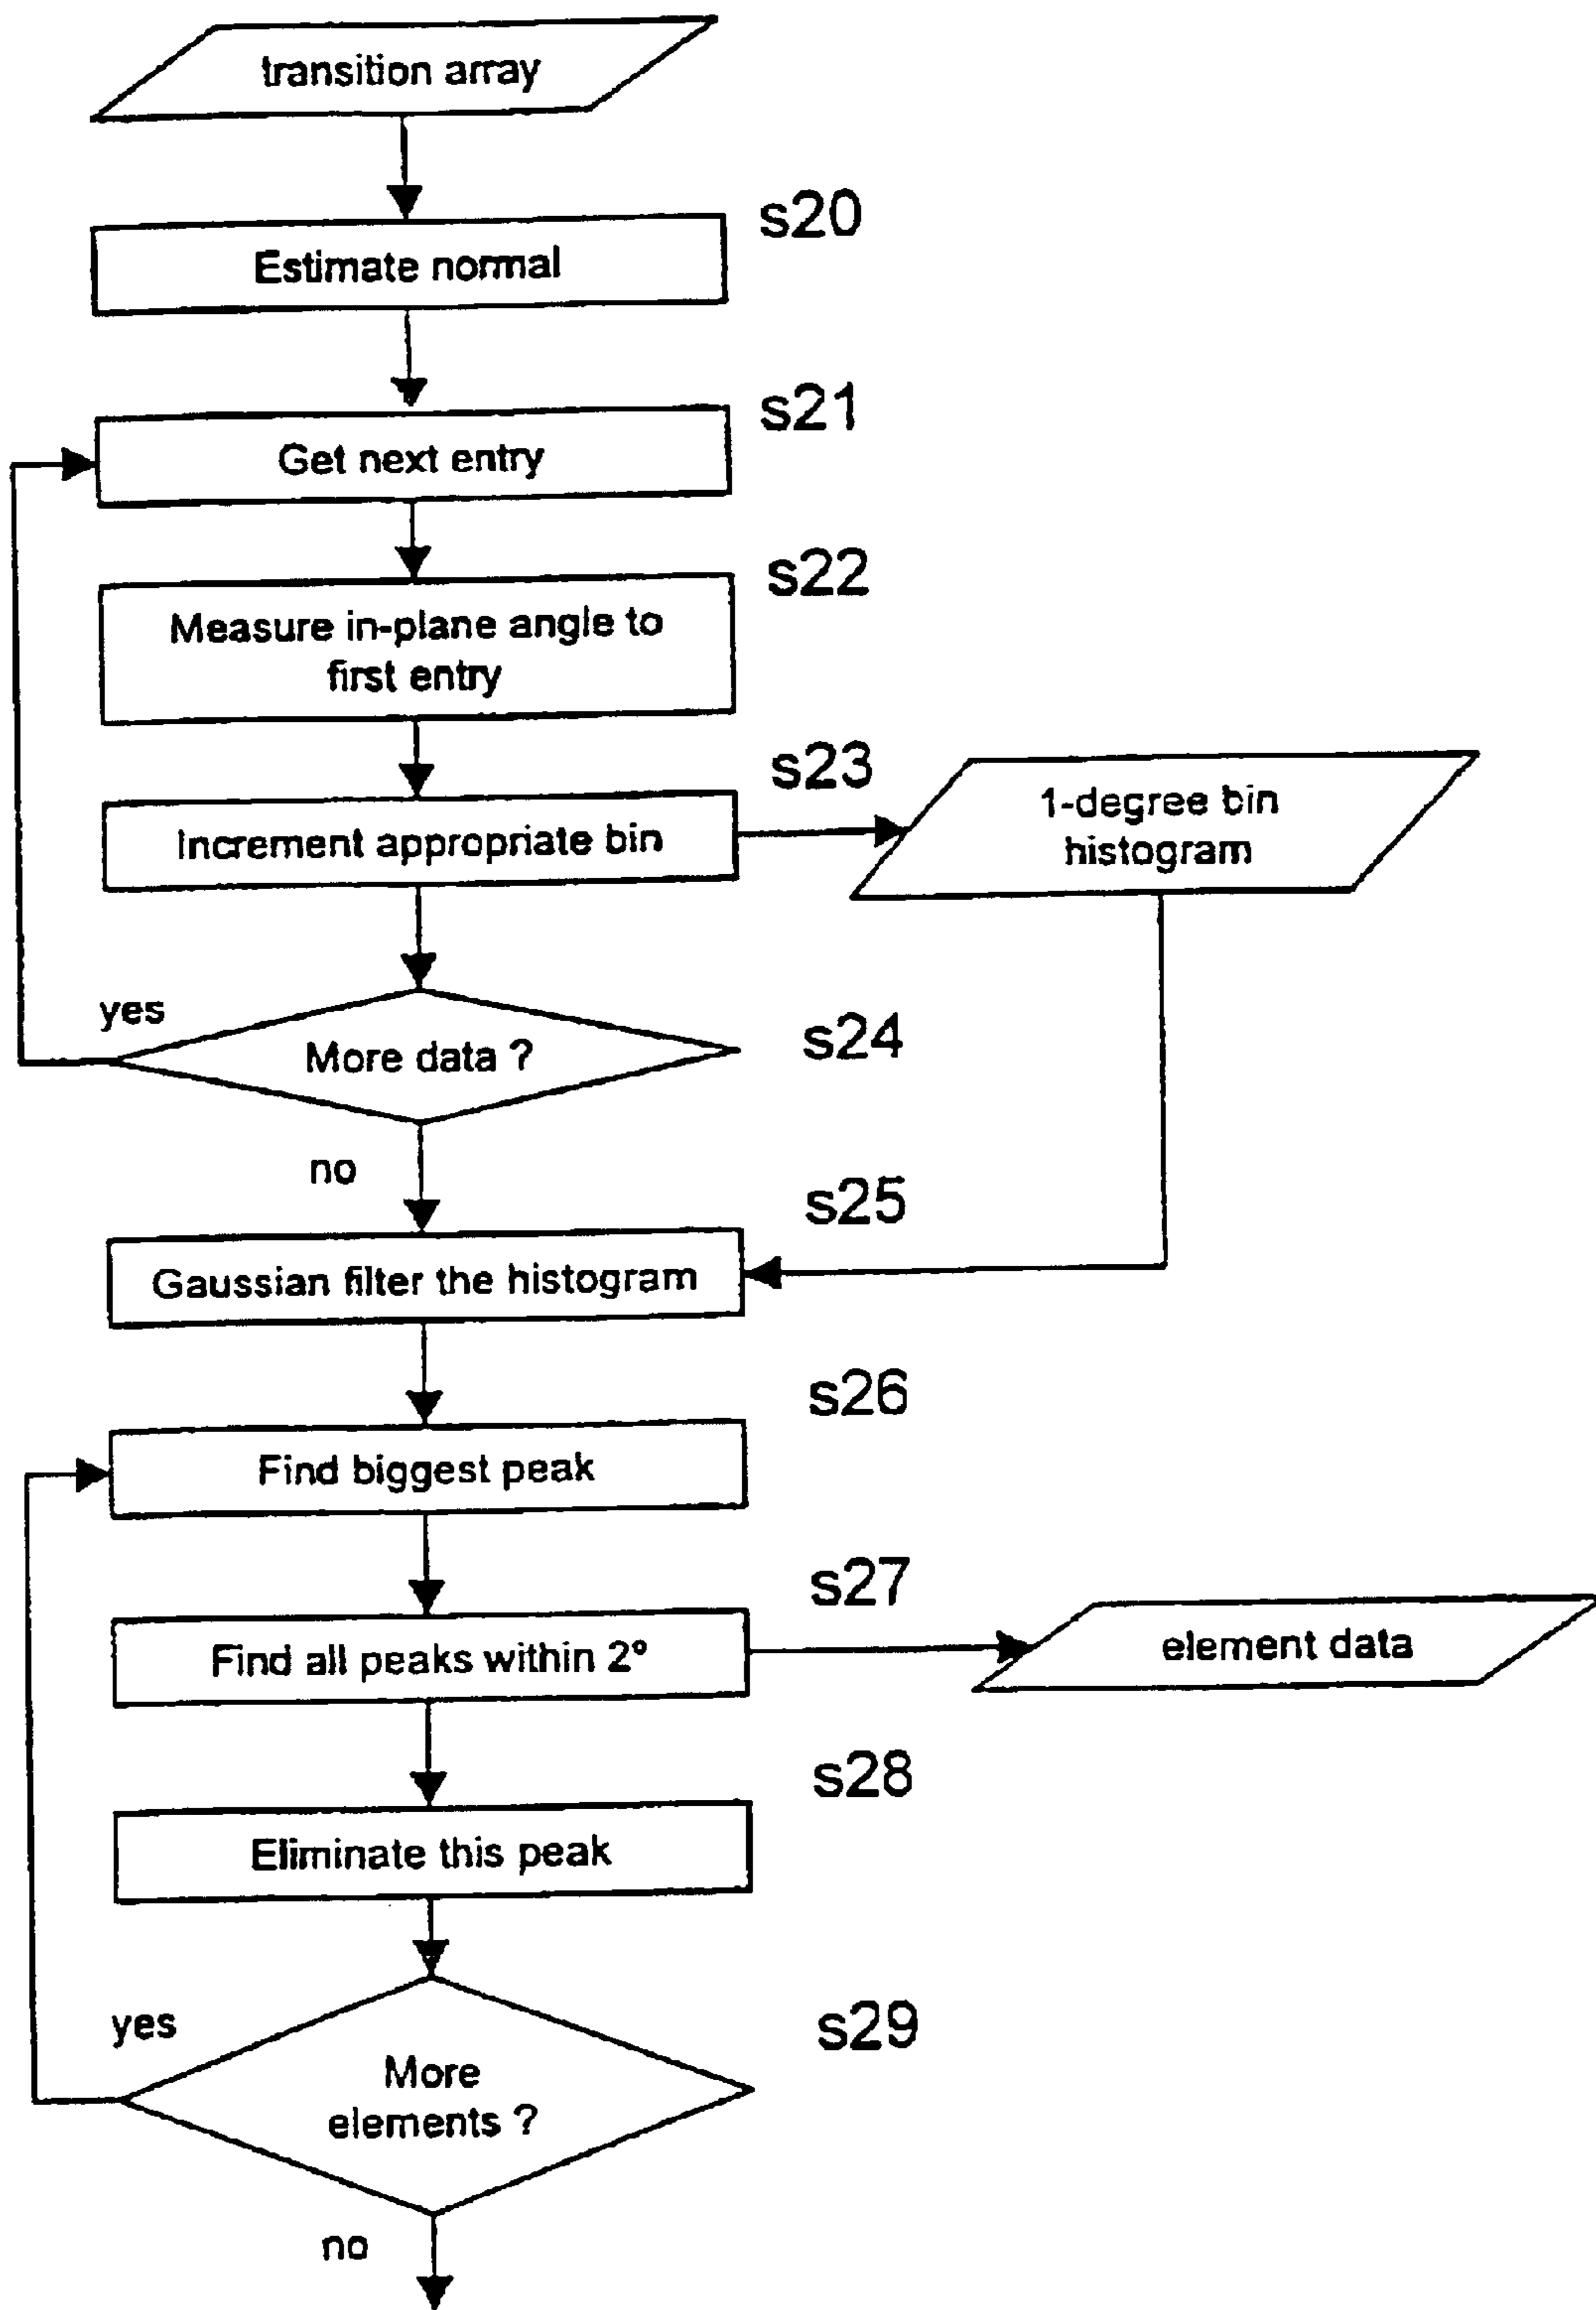 transition array
s20
Estimate normal
s21
Get next entry
s22
Measure in-plane angle to
first entry
s23
Increment appropriate bin
1-degree bin
histogram
yes
More data ?
s24
no
s25
Gaussian filter the histogram
s26
Find biggest peak
s27
Find all peaks within 2º
element data
s28
Eliminate this peak
yes
s29
More
elements ?
no